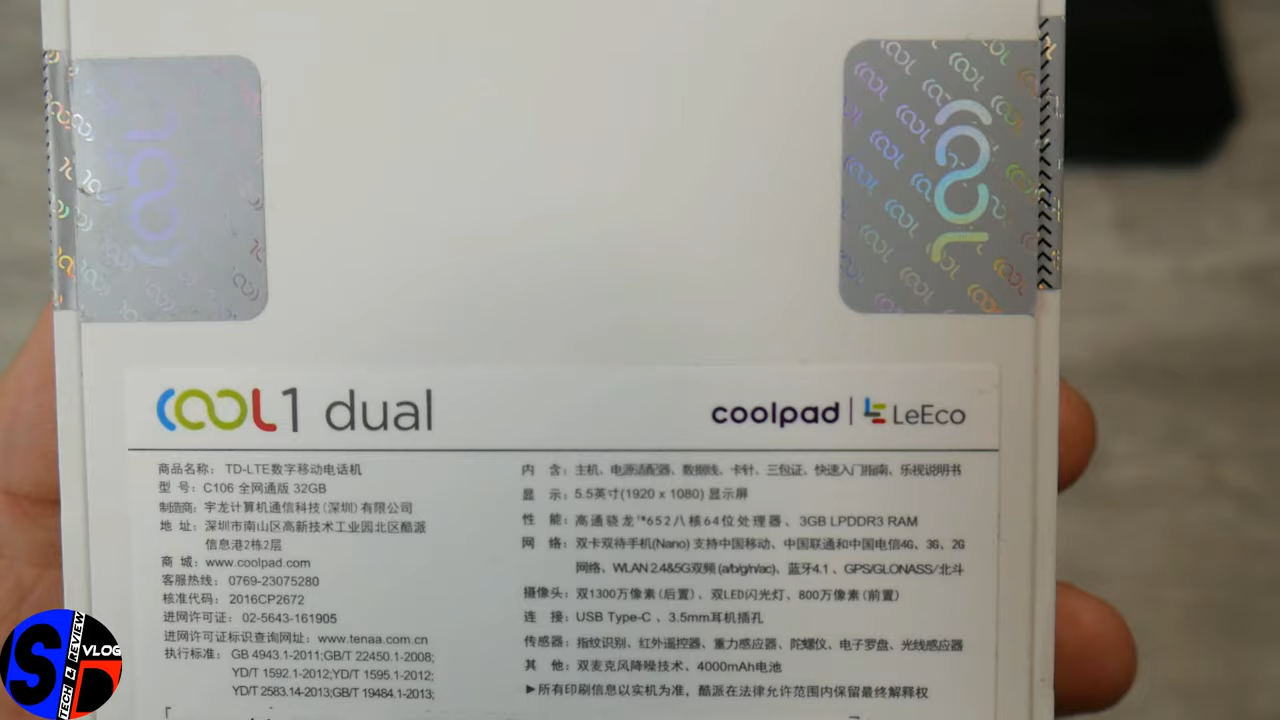 COOL
COOL
COOL1 dual
coolpad | LeEco
商品名称： TD-LTE数字移动电话机
型 号：C106 全网通版 32GB
制造商：宇龙计算机通信科技(深圳)有限公司
地 址：深圳市南山区高新技术工业园北区酷派
信息港2栋2层
商 城：www.coolpad.com
客服热线：0769-23075280
核准代码：2016CP2672
进网许可证：02-5643-161905
进网许可证标识查询网址：www.tenaa.com.cn
执行标准：GB 4943.1-2011;GB/T 22450.1-2008;
YD/T 1592.1-2012;YD/T 1595.1-2012;
YD/T 2583.14-2013;GB/T 19484.1-2013;
内 含：主机、电源适配器、数据线、卡针、三包证、快速入门指南、乐视说明书
显 示：5.5英寸(1920 x 1080) 显示屏
性 能：高通骁龙™652八核64位处理器、3GB LPDDR3 RAM
网 络：双卡双待手机(Nano) 支持中国移动、中国联通和中国电信4G、3G、2G
网络、WLAN 2.4&5G双频 (a/b/g/n/ac)、蓝牙4.1 、GPS/GLONASS/北斗
摄像头：双1300万像素 (后置) 、双LED闪光灯、800万像素 (前置)
连 接：USB Type-C 、3.5mm耳机插孔
传感器：指纹识别、红外遥控器、重力感应器、陀螺仪、电子罗盘、光线感应器
其 他：双麦克风降噪技术、4000mAh电池
▶所有印刷信息以实机为准，酷派在法律允许范围内保留最终解释权
SD TECH & REVIEW VLOG